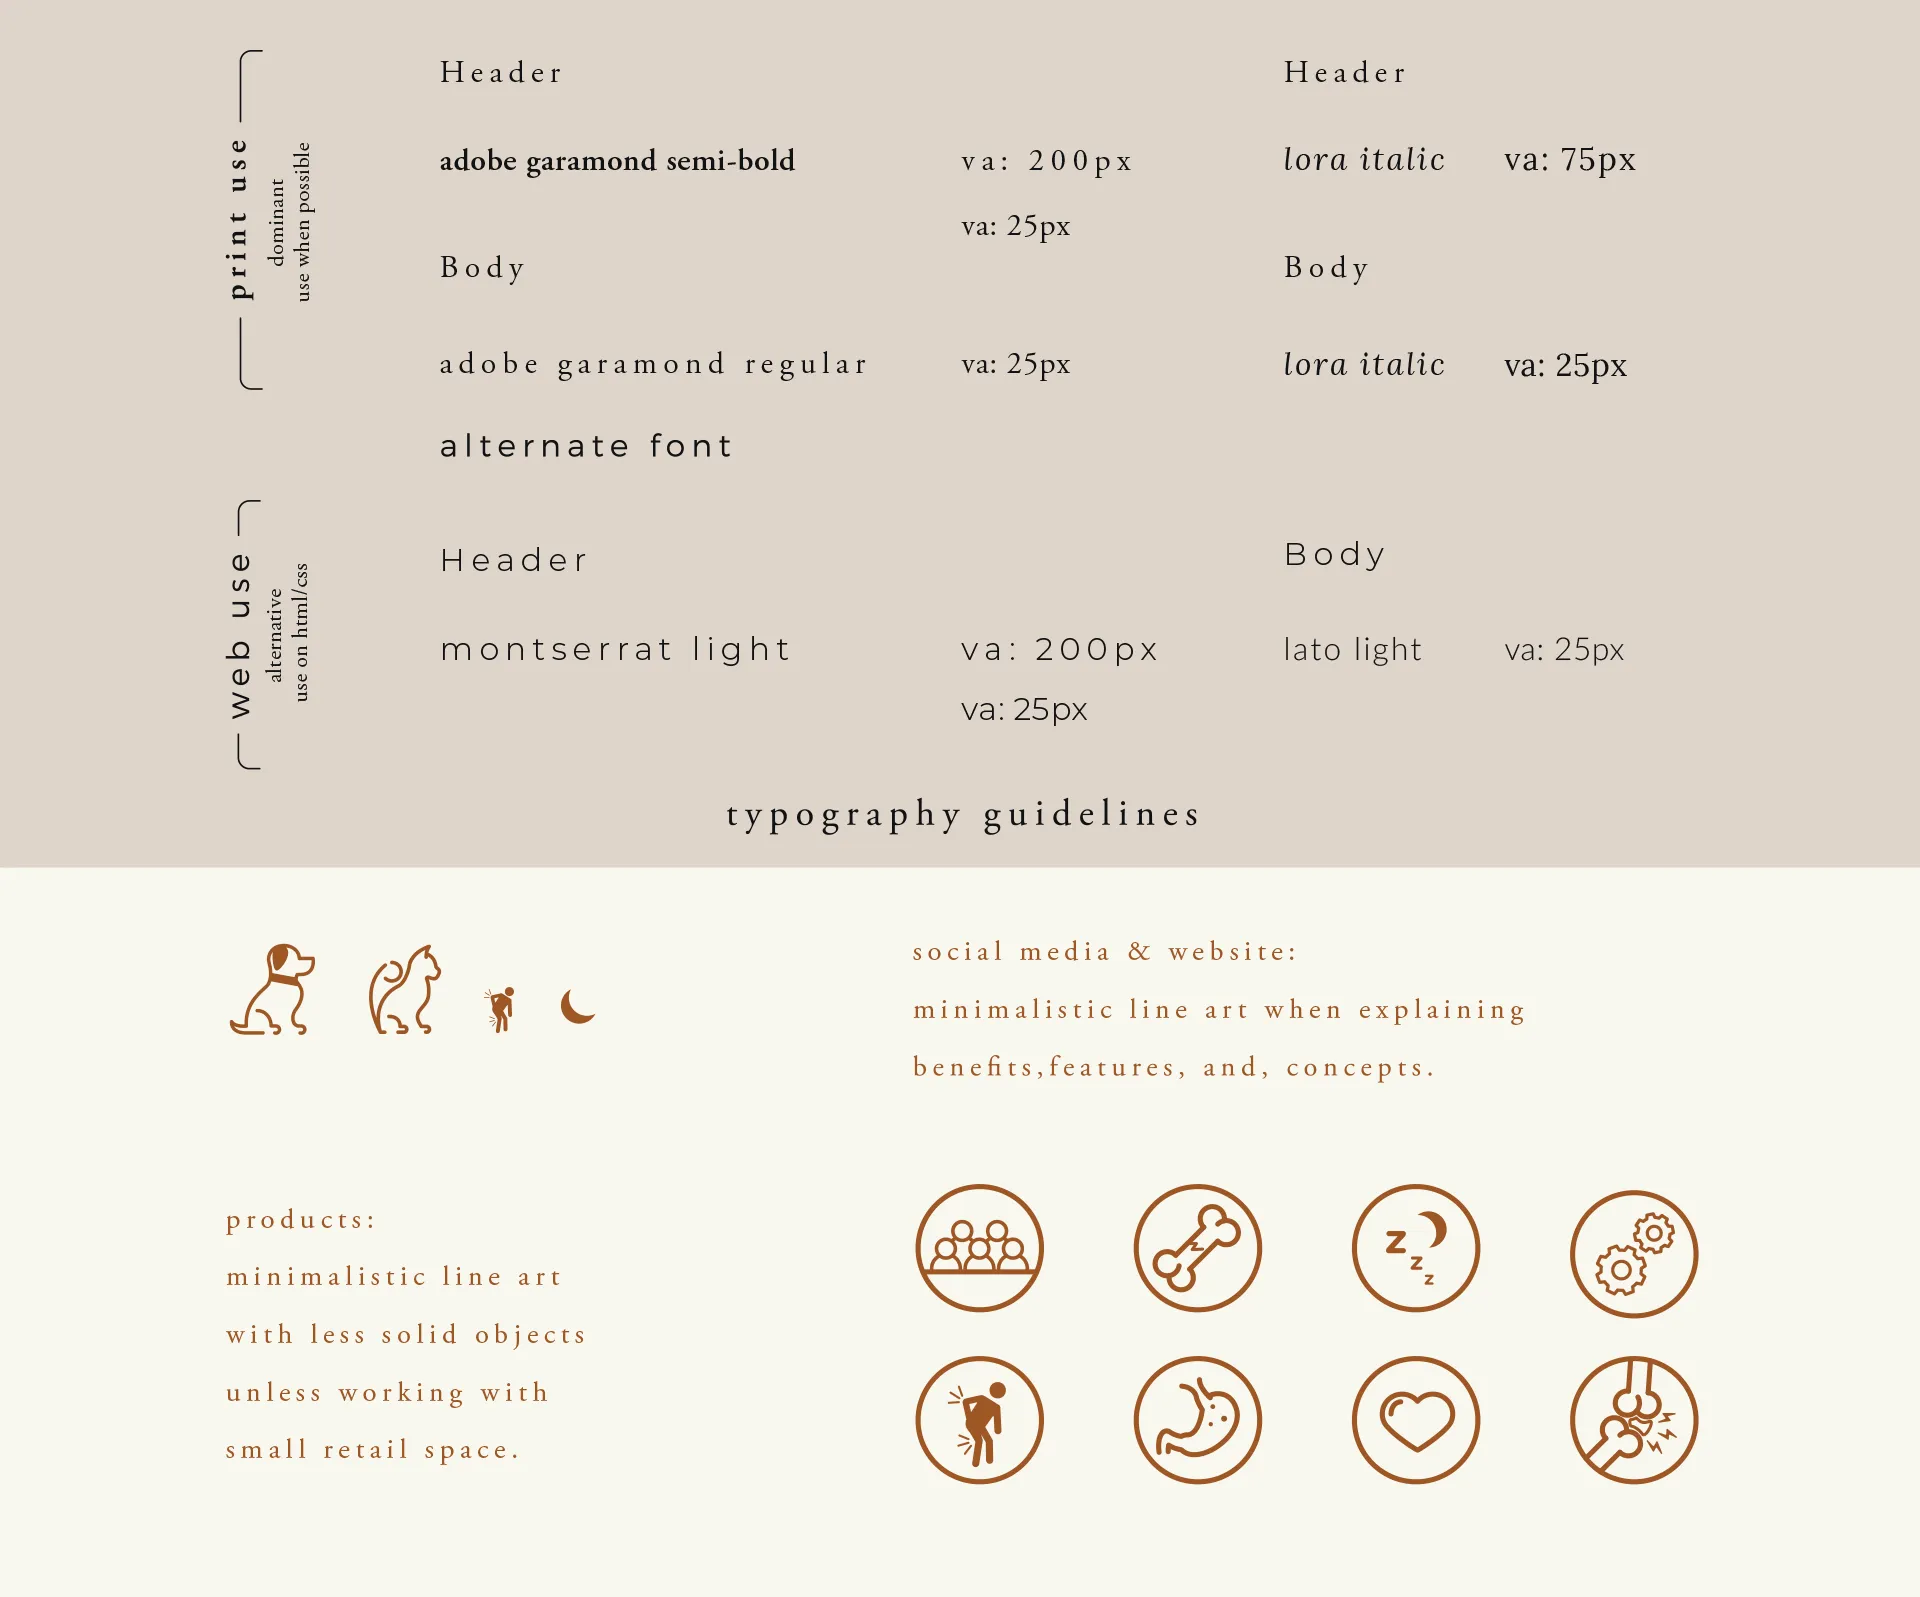 print use
dominant
use when possible
Header
adobe garamond semi-bold
va: 200px
va: 25px
Body
adobe garamond regular
va: 25px
Header
lora italic
va: 75px
Body
lora italic
va: 25px
alternate font
web use
alternative
use on html/css
Header
montserrat light
va: 200px
va: 25px
Body
lato light
va: 25px
typography guidelines
social media & website:
minimalistic line art when explaining
benefits,features, and, concepts.
products:
minimalistic line art
with less solid objects
unless working with
small retail space.
z
z
z
z